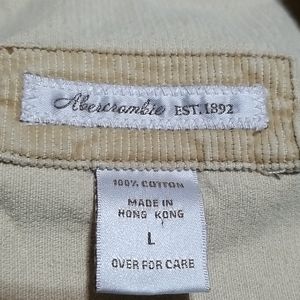 Abercrombie EST. 1892
100% COTTON
MADE IN
HONG KONG
L
OVER FOR CARE